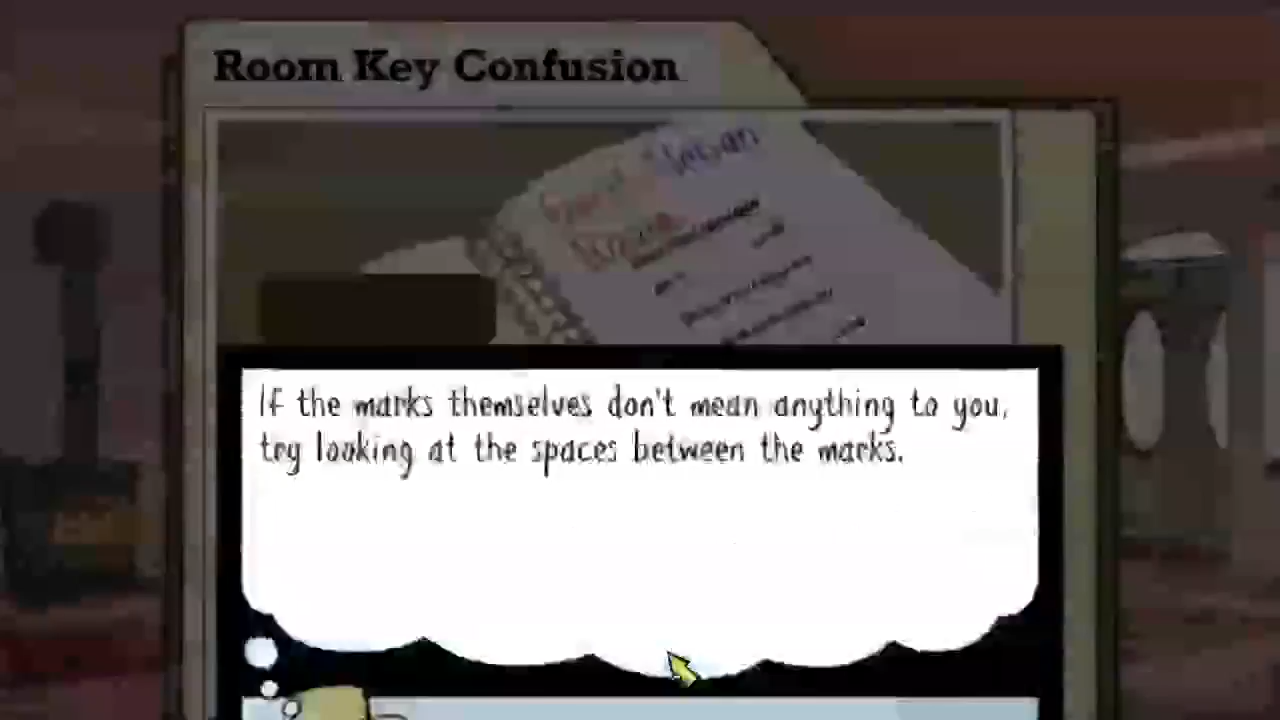 Room Key Confusion
If the marks themselves don't mean anything to you,
try looking at the spaces between the marks.